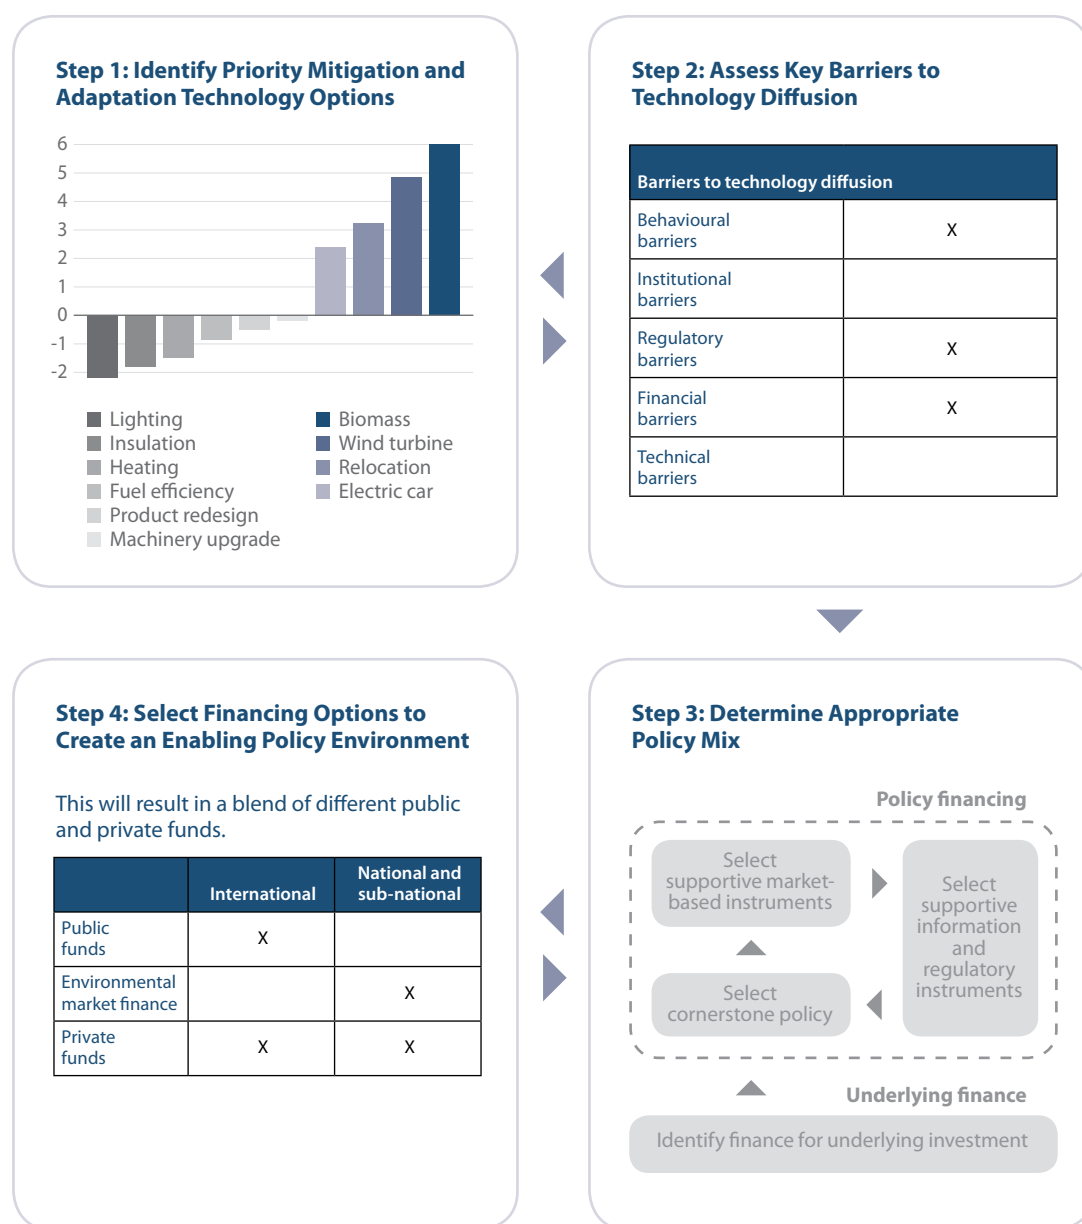 Step 1: Identify Priority Mitigation and
Adaptation Technology Options
6
5
4
3
2
1
0
-1
-2
Lighting
Insulation
Heating
Fuel efficiency
Product redesign
Machinery upgrade
Biomass
Wind turbine
Relocation
Electric car
Step 2: Assess Key Barriers to
Technology Diffusion
Barriers to technology diffusion
Behavioural
barriers
X
Institutional
barriers
Regulatory
barriers
X
Financial
barriers
X
Technical
barriers
Step 4: Select Financing Options to
Create an Enabling Policy Environment
This will result in a blend of different public
and private funds.
International
National and
sub-national
Public
funds
X
Environmental
market finance
X
Private
funds
X
X
Step 3: Determine Appropriate
Policy Mix
Policy financing
Select
supportive market-
based instruments
Select
supportive
information
and
regulatory
instruments
Select
cornerstone policy
Underlying finance
Identify finance for underlying investment